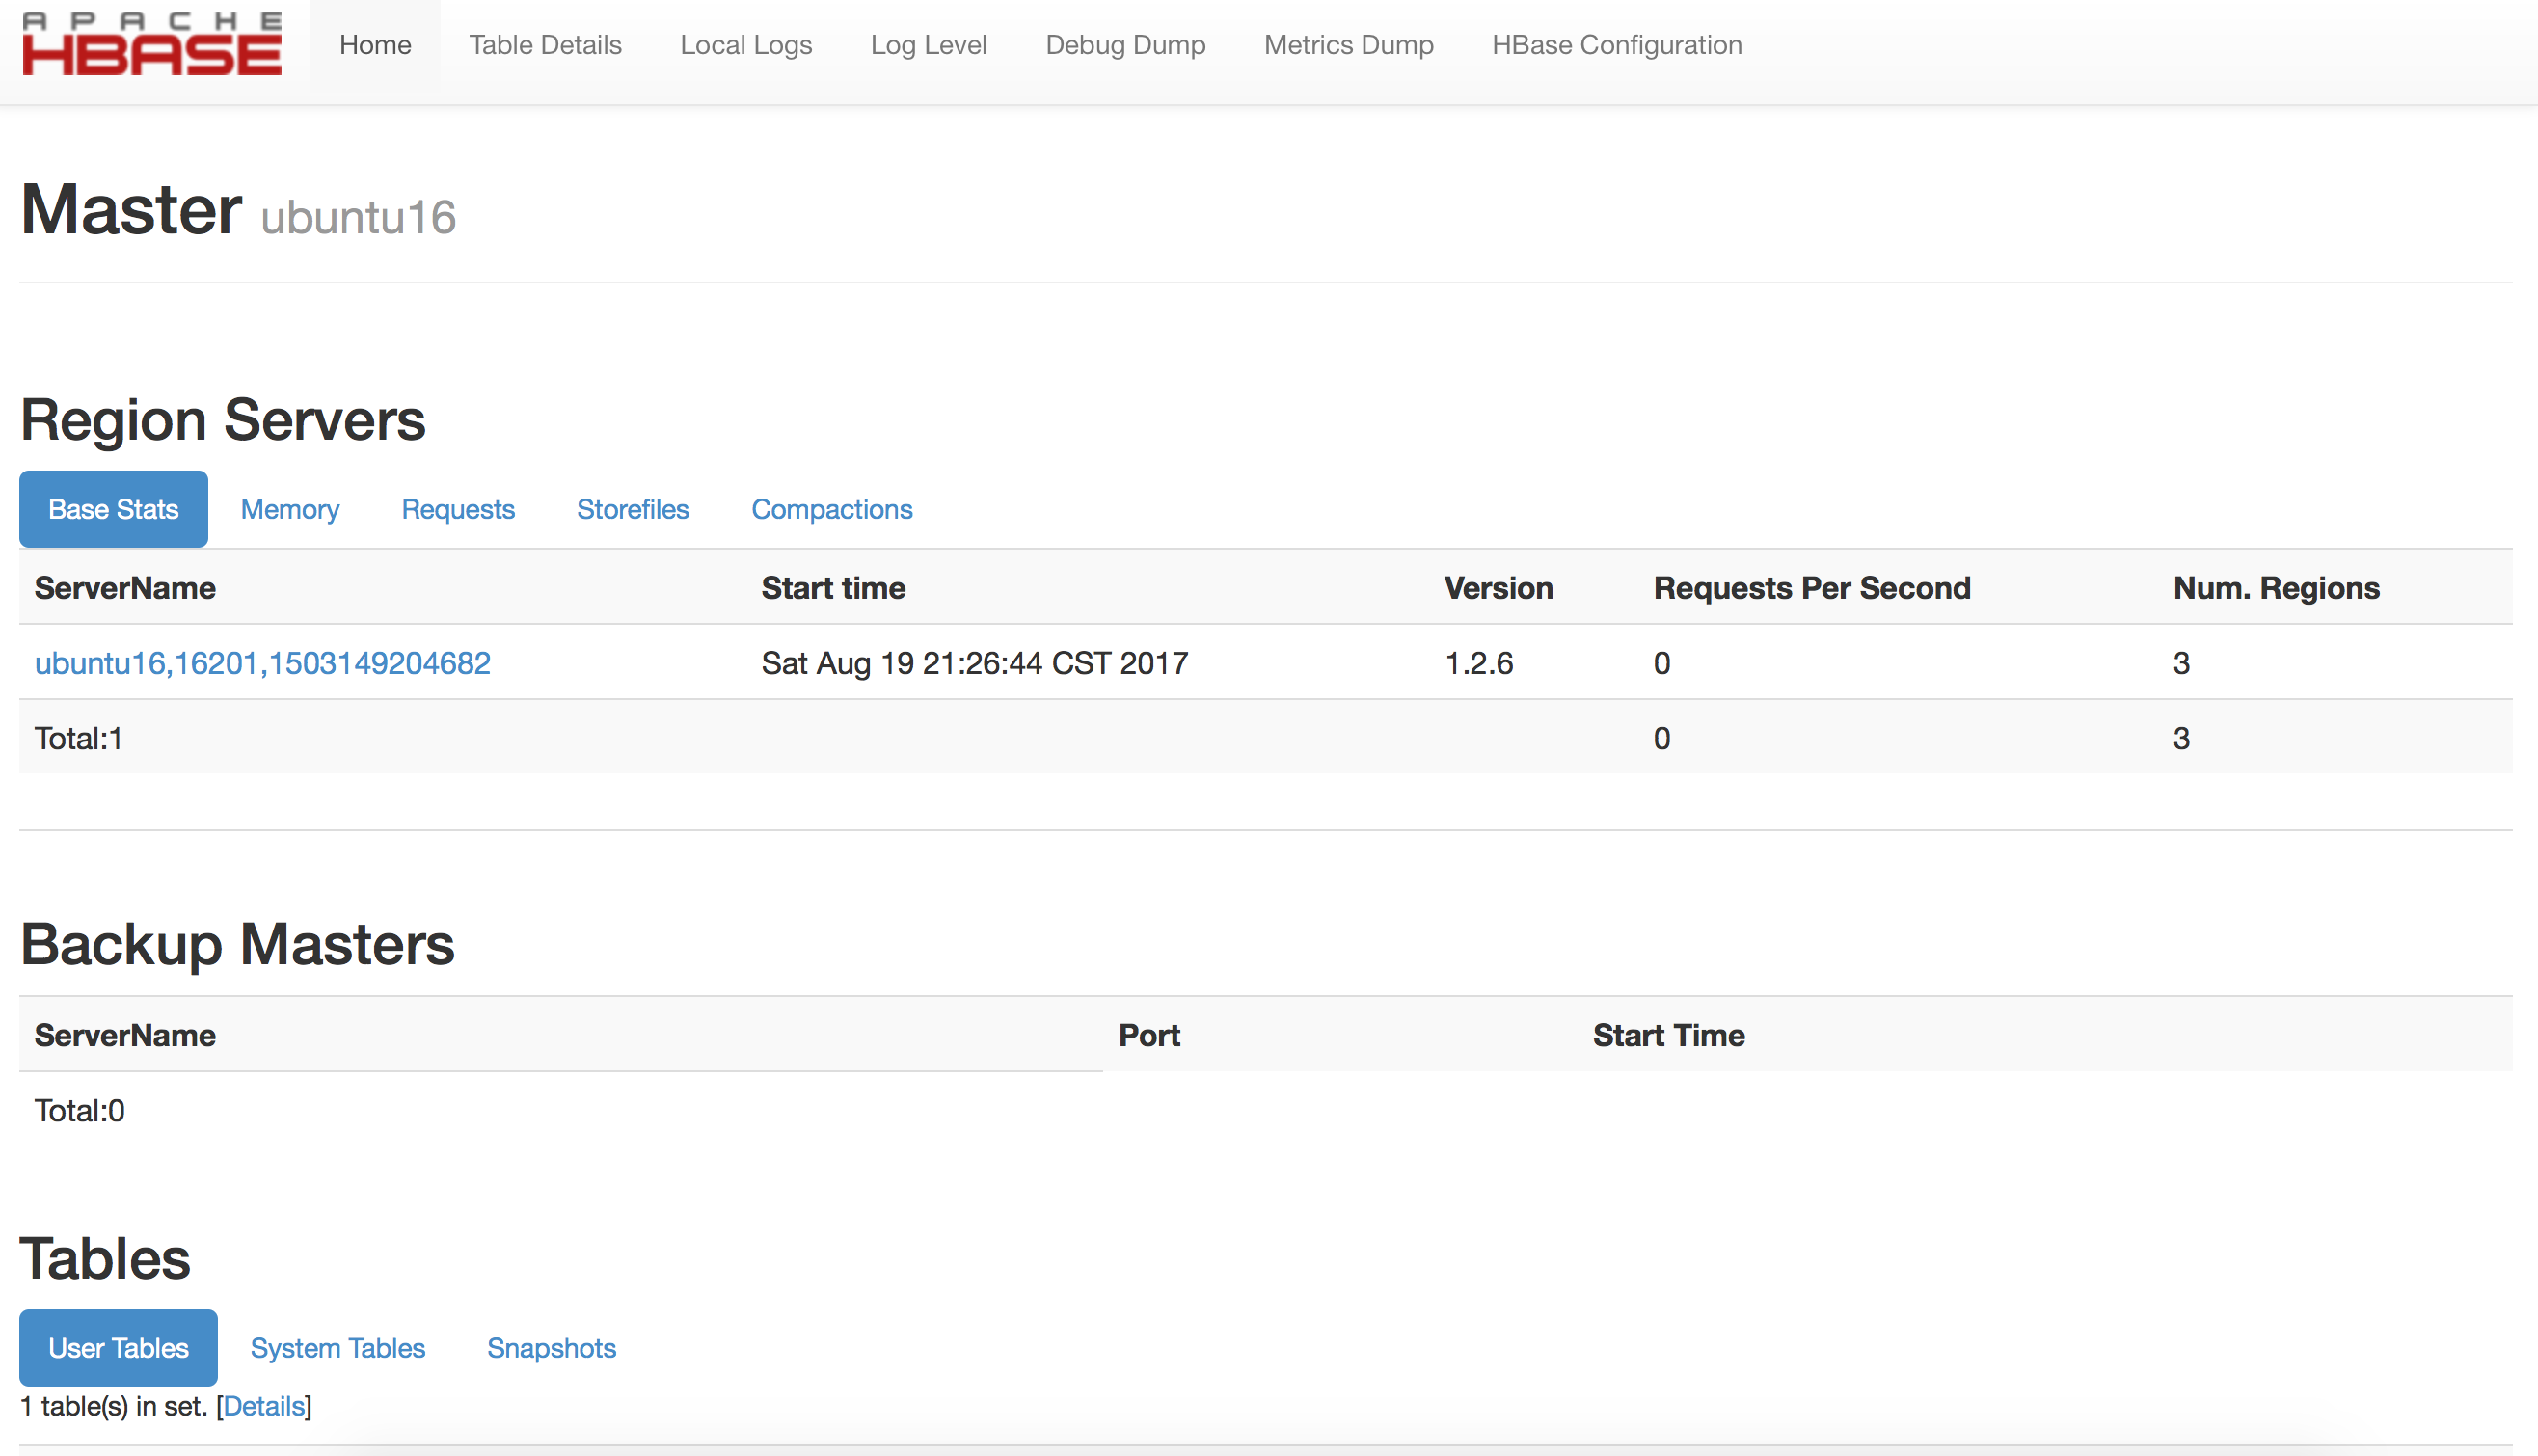 APACHE
HBASE
Home Table Details Local Logs Log Level Debug Dump Metrics Dump HBase Configuration
Master ubuntu16
Region Servers
Base Stats Memory Requests Storefiles Compactions
ServerName Start time Version Requests Per Second Num. Regions
ubuntu16,16201,1503149204682 Sat Aug 19 21:26:44 CST 2017 1.2.6 0 3
Total:1 0 3
Backup Masters
ServerName Port Start Time
Total:0
Tables
User Tables System Tables Snapshots
1 table(s) in set. [Details]